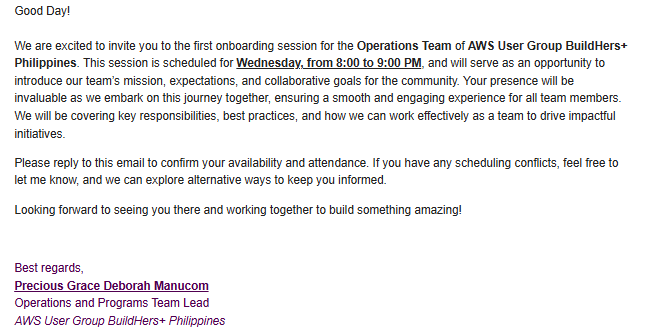 Good Day!
We are excited to invite you to the first onboarding session for the Operations Team of AWS User Group BuildHers+
Philippines. This session is scheduled for Wednesday, from 8:00 to 9:00 PM, and will serve as an opportunity to
introduce our team's mission, expectations, and collaborative goals for the community. Your presence will be
invaluable as we embark on this journey together, ensuring a smooth and engaging experience for all team members.
We will be covering key responsibilities, best practices, and how we can work effectively as a team to drive impactful
initiatives.
Please reply to this email to confirm your availability and attendance. If you have any scheduling conflicts, feel free to
let me know, and we can explore alternative ways to keep you informed.
Looking forward to seeing you there and working together to build something amazing!
Best regards,
Precious Grace Deborah Manucom
Operations and Programs Team Lead
AWS User Group BuildHers+ Philippines